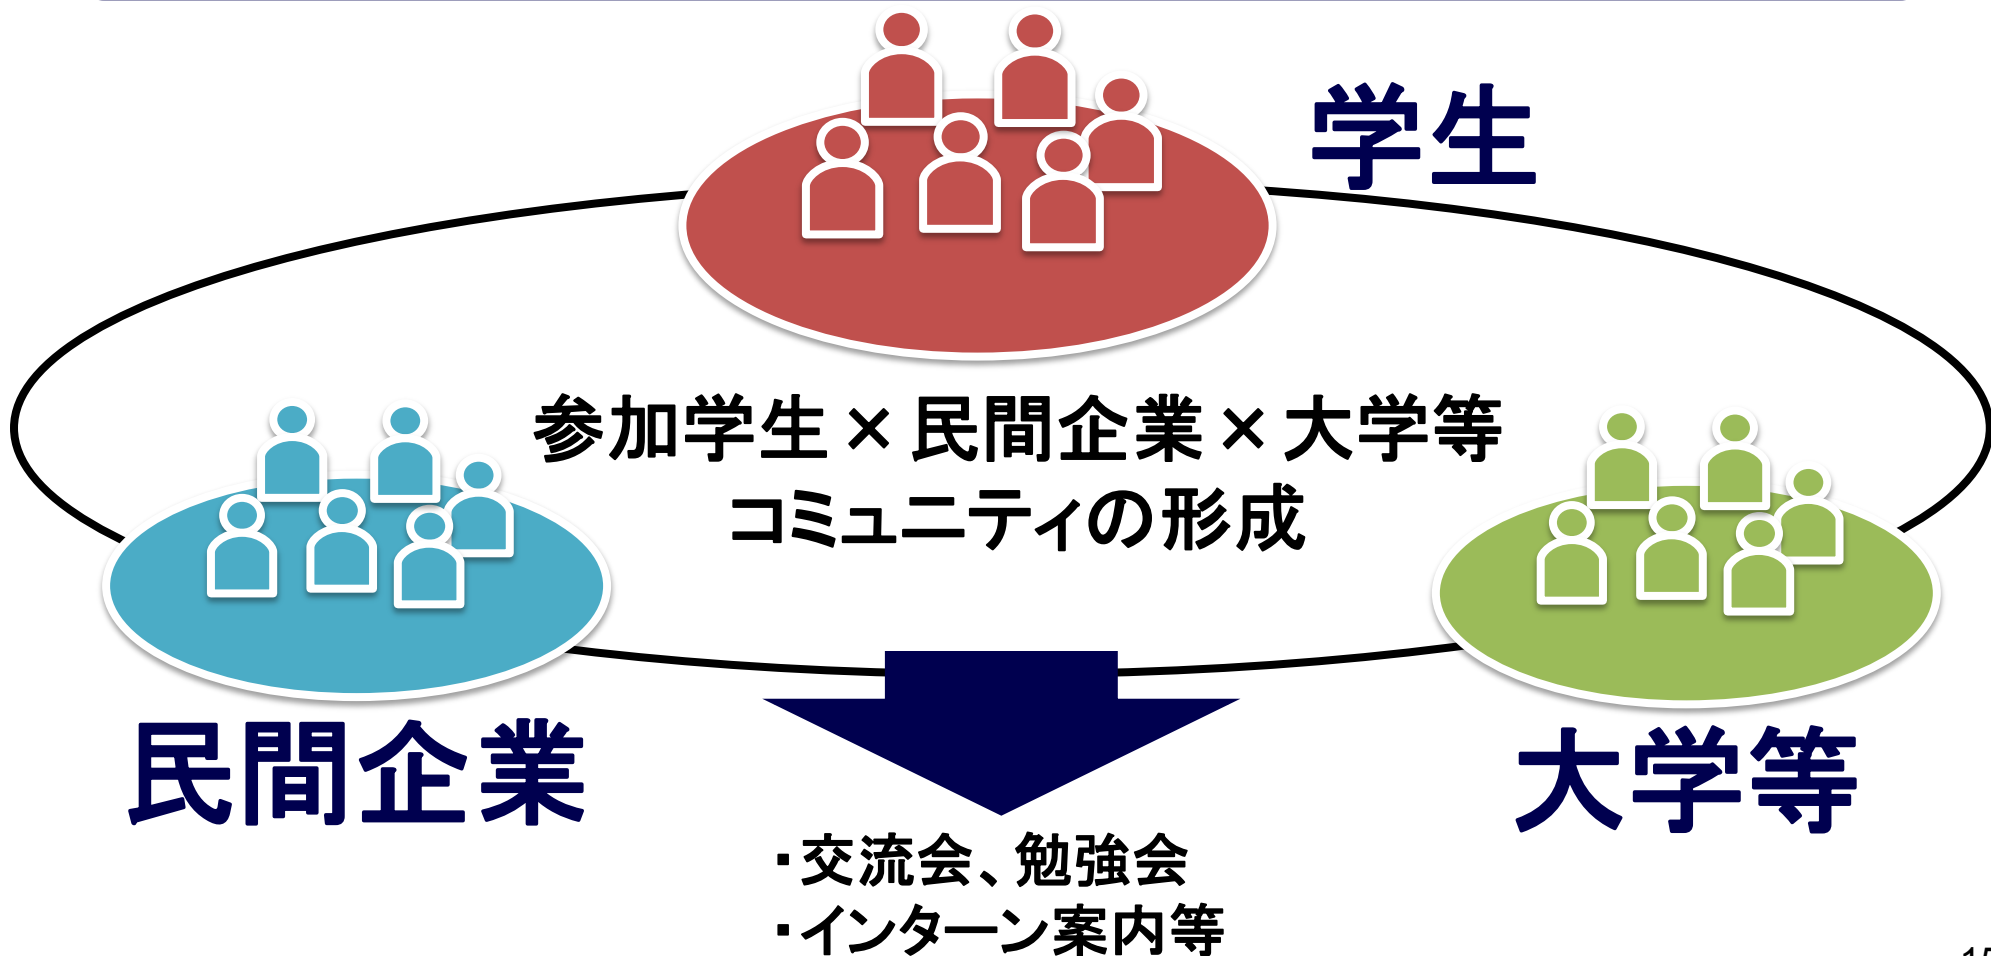 学生
参加学生×民間企業×大学等
コミュニティの形成
民間企業
大学等
・交流会、勉強会
・インターン案内等